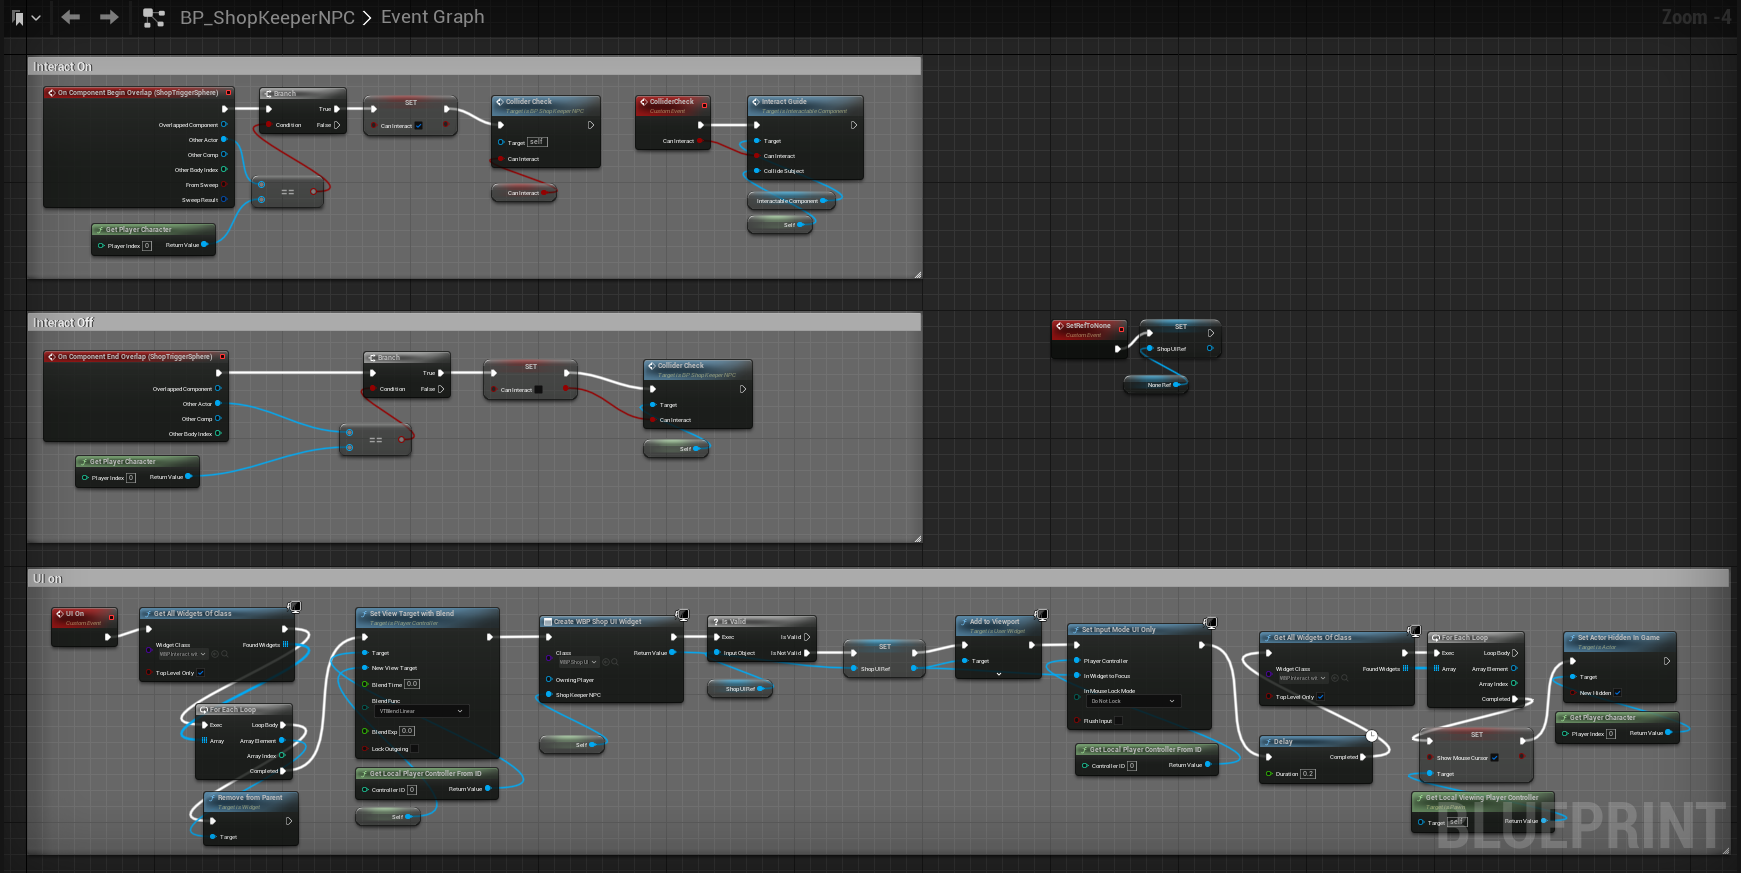 BP_ShopKeeperNPC > Event Graph
Zoom -4
Interact On
On Component Begin Overlap (ShopTriggerSphere)
Overlapped Component
Other Actor
Other Comp
Other Body Index
From Sweep
Sweep Result
Get Player Character
Player Index 0
Return Value
Branch
True
Condition
False
==
SET
Can Interact
Collider Check
Target is BP Shop Keeper NPC
Target self
Can Interact
Can Interact
ColliderCheck
Custom Event
Can Interact
Interact Guide
Target is Interactable Component
Target
Can Interact
Collide Subject
Interactable Component
Self
Interact Off
On Component End Overlap (ShopTriggerSphere)
Overlapped Component
Other Actor
Other Comp
Other Body Index
Get Player Character
Player Index 0
Return Value
Branch
True
Condition
False
==
SET
Can Interact
Collider Check
Target is BP Shop Keeper NPC
Target
Can Interact
Self
SetRefToNone
Custom Event
SET
Shop UI Ref
None Ref
UI on
UI On
Custom Event
Get All Widgets Of Class
Widget Class
Found Widgets
WBP Interact wit
Top Level Only
For Each Loop
Exec
Loop Body
Array
Array Element
Array Index
Completed
Remove from Parent
Target is Widget
Target
Set View Target with Blend
Target is Player Controller
Target
New View Target
Blend Time 0.0
Blend Func
VTBlend Linear
Blend Exp 0.0
Lock Outgoing
Get Local Player Controller From ID
Controller ID 0
Return Value
Self
Create WBP Shop UI Widget
Class
Return Value
WBP Shop UI
Owning Player
Shop Keeper NPC
Self
? Is Valid
Exec
Is Valid
Input Object
Is Not Valid
Shop UI Ref
SET
Shop UI Ref
Add to Viewport
Target is User Widget
Target
Set Input Mode UI Only
Player Controller
In Widget to Focus
In Mouse Lock Mode
Do Not Lock
Flush Input
Get Local Player Controller From ID
Controller ID 0
Return Value
Delay
Completed
Duration 0.2
Get All Widgets Of Class
Widget Class
Found Widgets
WBP Interact wit
Top Level Only
For Each Loop
Exec
Loop Body
Array
Array Element
Array Index
Completed
SET
Show Mouse Cursor
Target
Get Local Viewing Player Controller
Target is Pawn
Target self
Return Value
Set Actor Hidden In Game
Target is Actor
Target
New Hidden
Get Player Character
Player Index 0
Return Value
BLUEPRINT